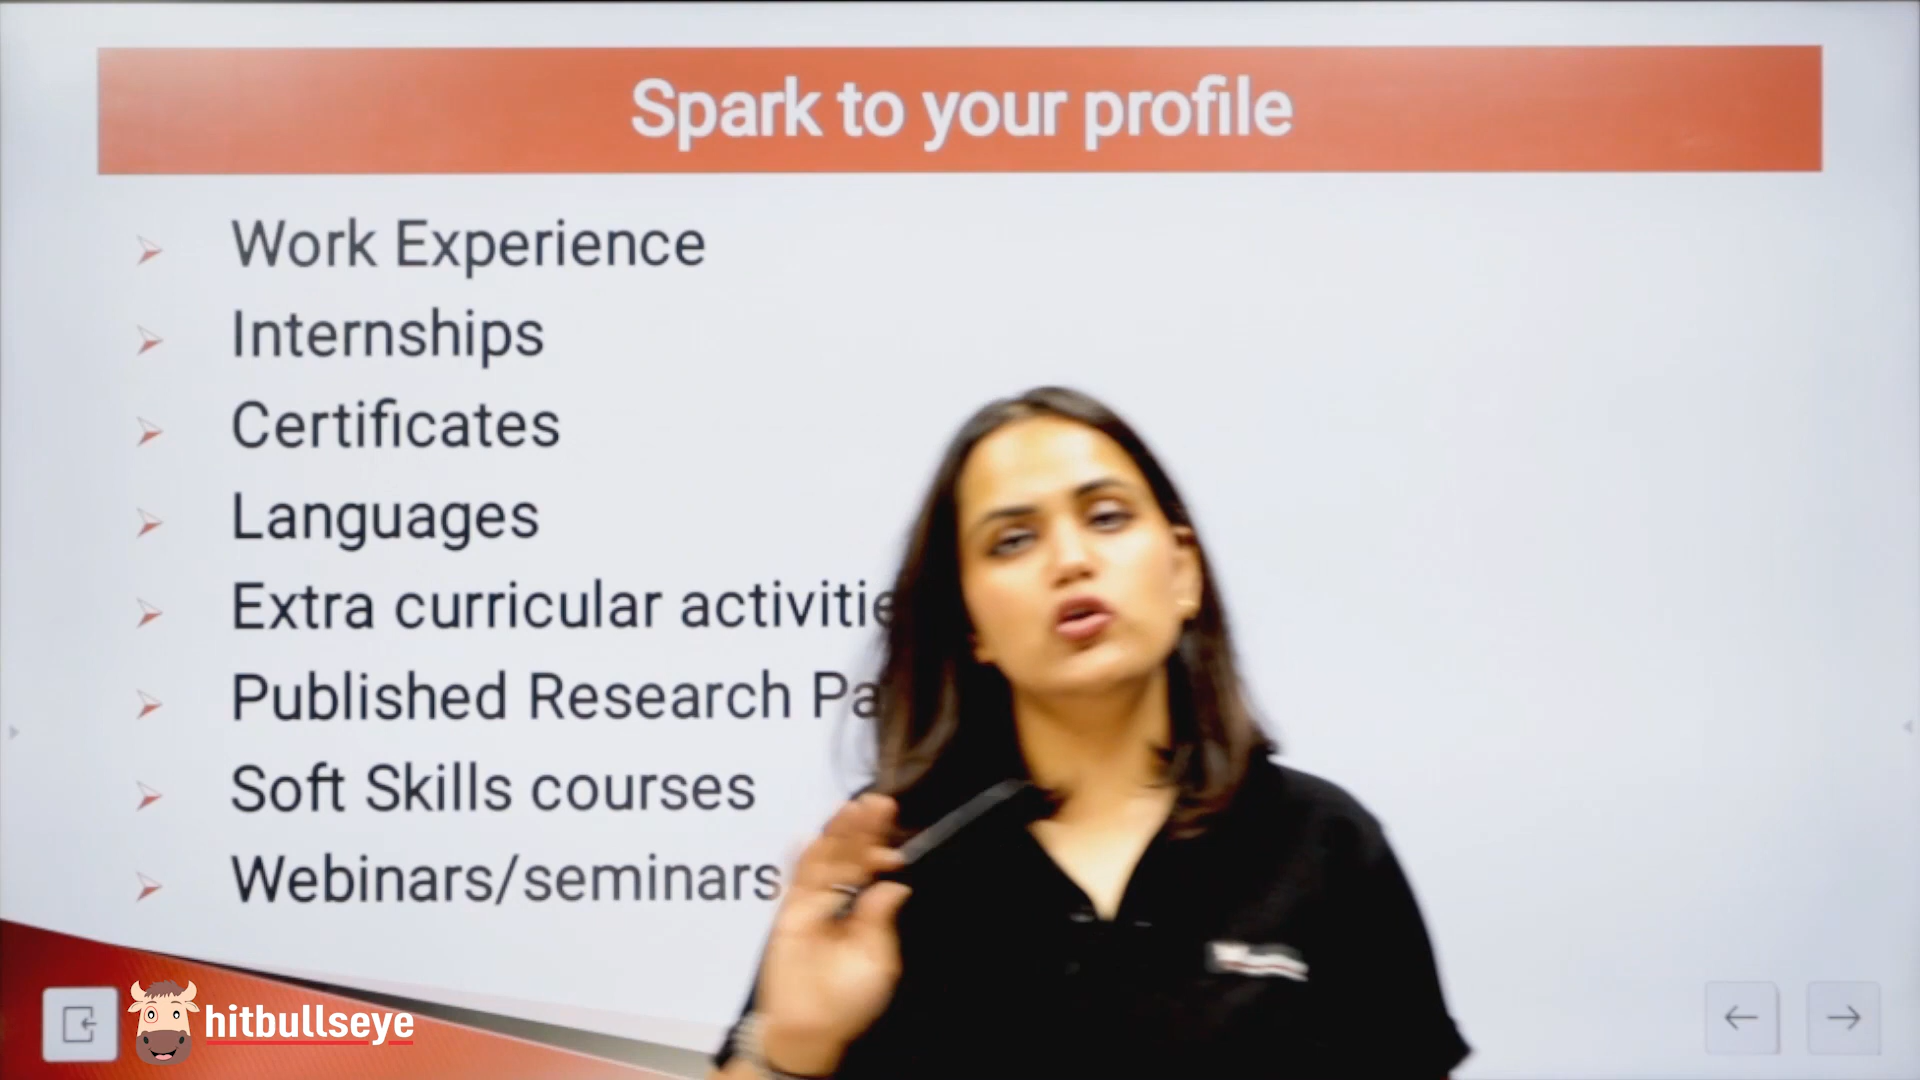 Spark to your profile
Work Experience
Internships
Certificates
Languages
Extra curricular activitie
Published Research Pa
Soft Skills courses
Webinars/seminars
hitbullseye